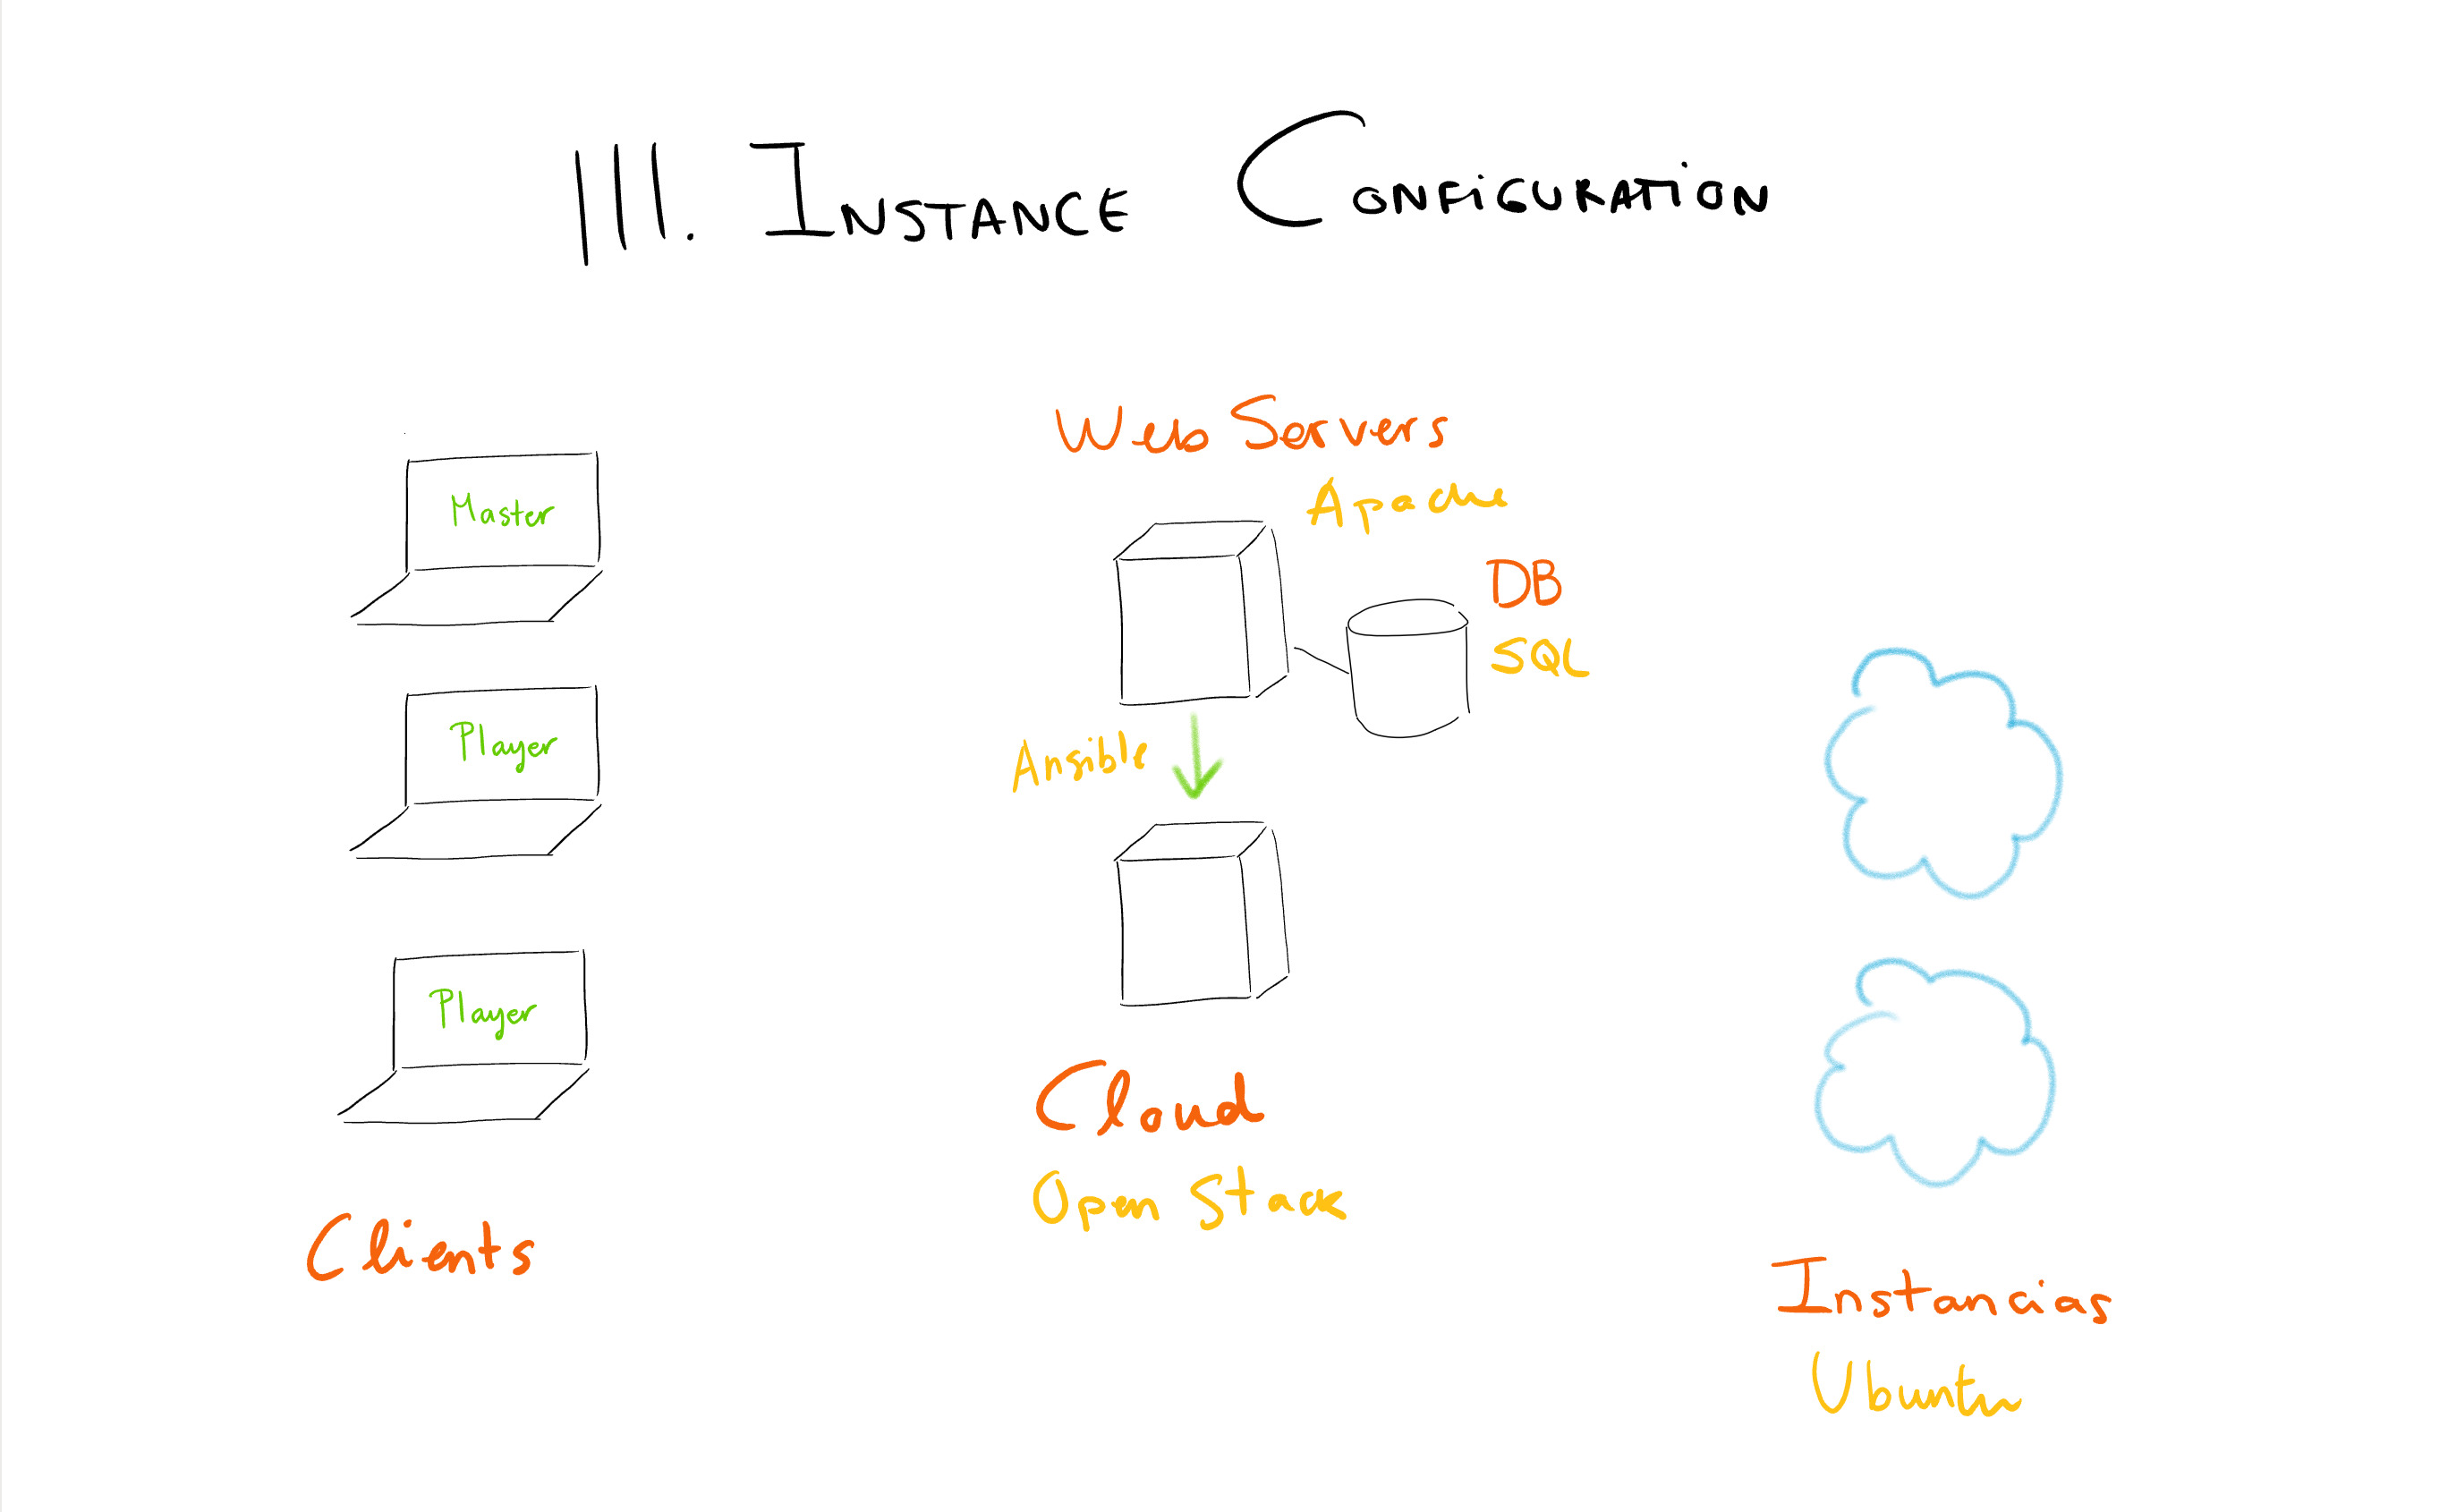 III. INSTANCE CONFIGURATION
Master
Player
Player
Clients
Web Servers
Apache
DB
SQL
Ansible
Cloud
Open Stack
Instancias
Ubuntu